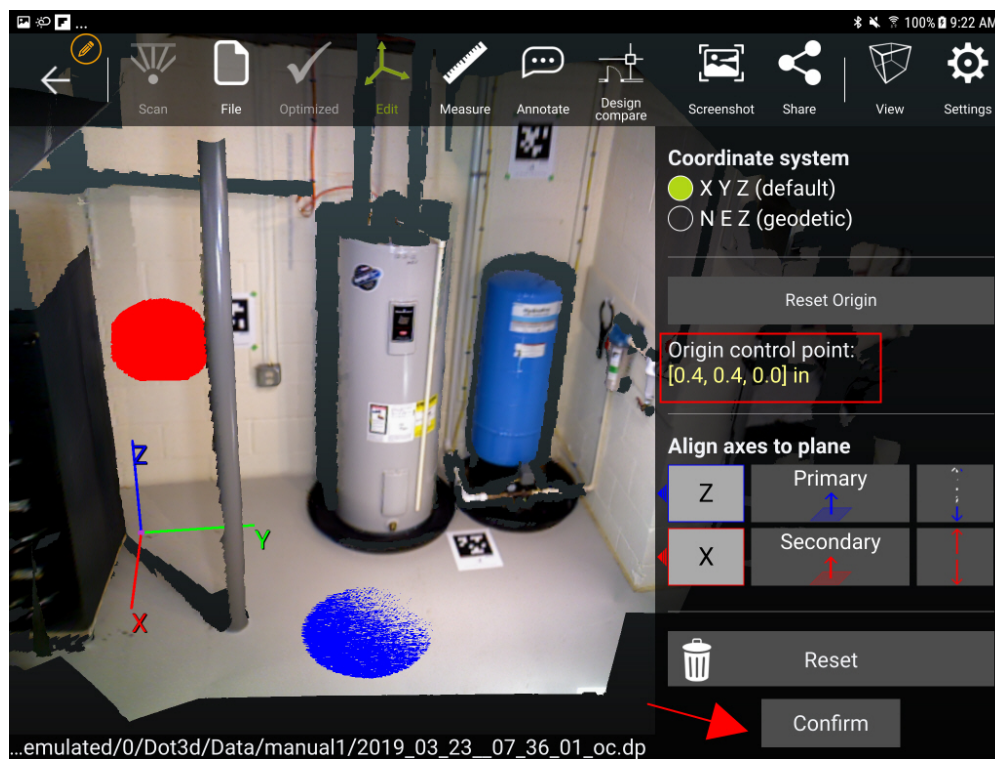 ...
100% 9:22 AM
Scan
File
Optimized
Edit
Measure
Annotate
Design
compare
Screenshot
Share
View
Settings
Coordinate system
X Y Z (default)
N E Z (geodetic)
Reset Origin
Origin control point:
[0.4, 0.4, 0.0] in
Align axes to plane
Z
Primary
X
Secondary
Reset
Confirm
Z
Y
X
...emulated/0/Dot3d/Data/manual1/2019_03_23__07_36_01_oc.dp